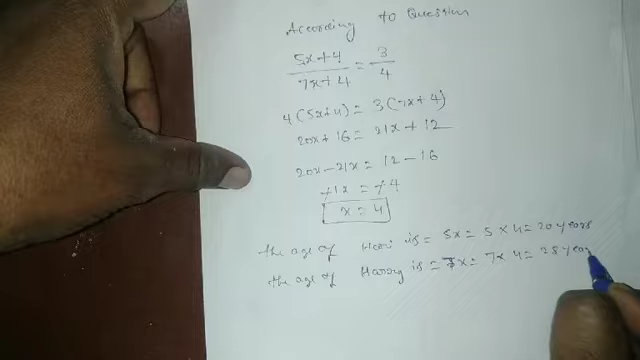 According to Question
5x+4 / 7x+4 = 3/4
4(5x+4) = 3(7x+4)
20x+16 = 21x+12
20x-21x = 12-16
-1x = -4
x = 4
the age of Hari is = 5x = 5×4 = 20 years
the age of Harry is = 7x = 7×4 = 28 year